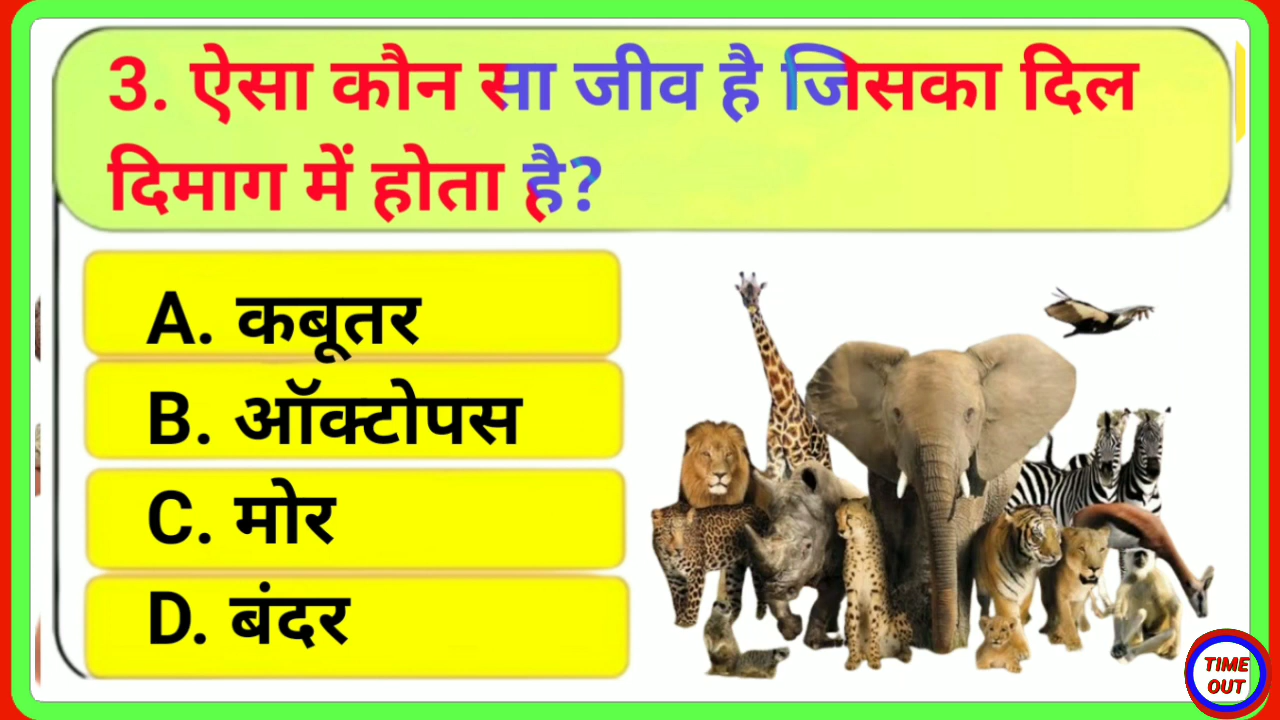 3. ऐसा कौन सा जीव है जिसका दिल
दिमाग में होता है?
A. कबूतर
B. ऑक्टोपस
C. मोर
D. बंदर
TIME
OUT